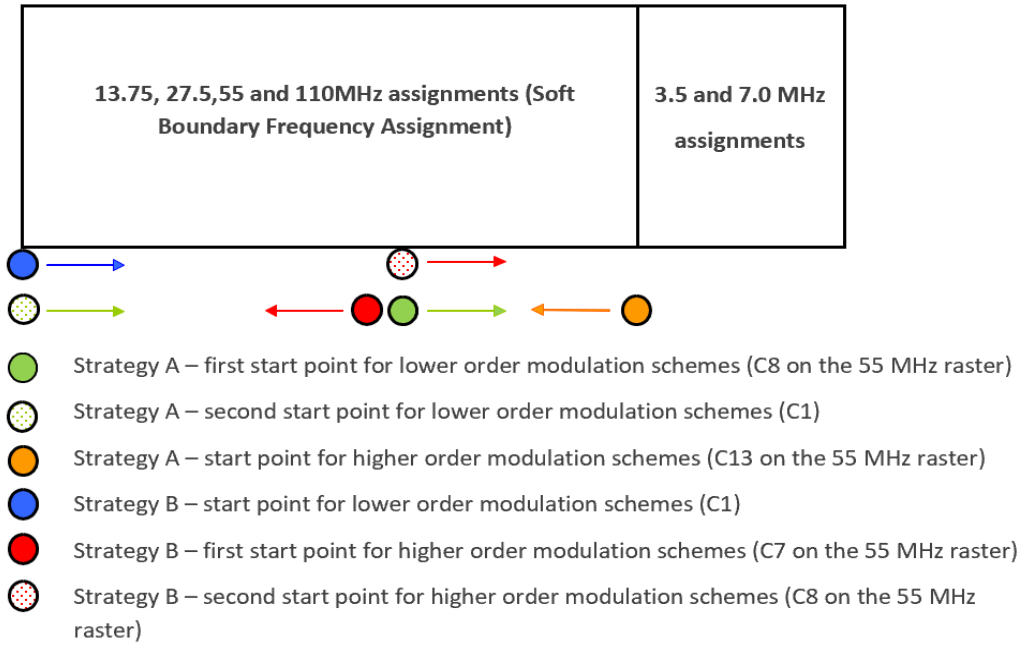 13.75, 27.5,55 and 110MHz assignments (Soft
Boundary Frequency Assignment)
3.5 and 7.0 MHz
assignments
Strategy A – first start point for lower order modulation schemes (C8 on the 55 MHz raster)
Strategy A – second start point for lower order modulation schemes (C1)
Strategy A – start point for higher order modulation schemes (C13 on the 55 MHz raster)
Strategy B – start point for lower order modulation schemes (C1)
Strategy B – first start point for higher order modulation schemes (C7 on the 55 MHz raster)
Strategy B – second start point for higher order modulation schemes (C8 on the 55 MHz
raster)